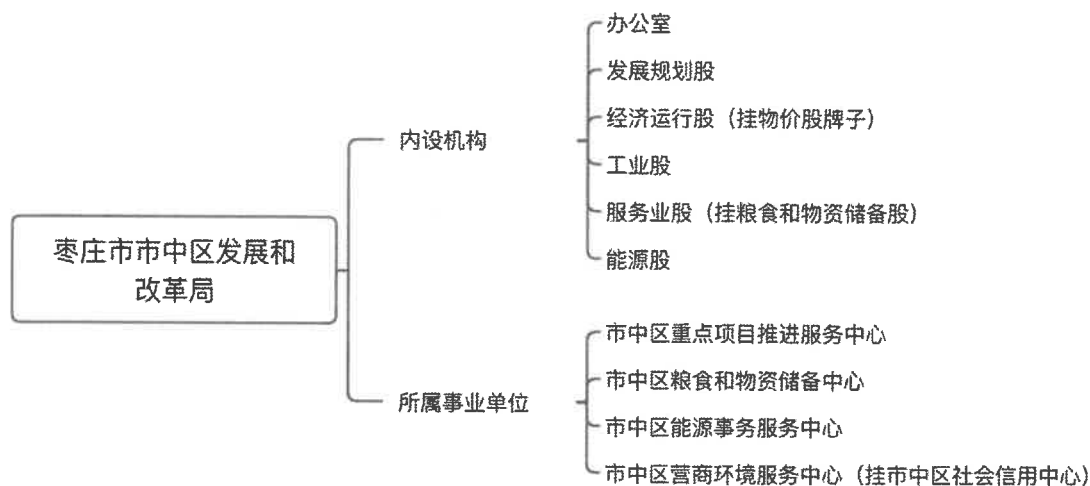 枣庄市市中区发展和
改革局
内设机构
办公室
发展规划股
经济运行股（挂物价股牌子）
工业股
服务业股（挂粮食和物资储备股）
能源股
所属事业单位
市中区重点项目推进服务中心
市中区粮食和物资储备中心
市中区能源事务服务中心
市中区营商环境服务中心（挂市中区社会信用中心）